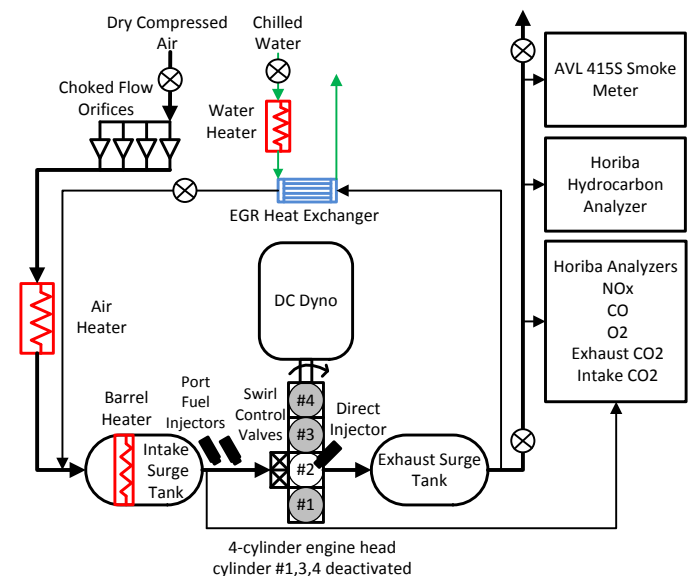 Dry Compressed
Air
Chilled
Water
Choked Flow
Orifices
Water
Heater
EGR Heat Exchanger
AVL 415S Smoke
Meter
Horiba
Hydrocarbon
Analyzer
Horiba Analyzers
NOx
CO
O2
Exhaust CO2
Intake CO2
Air
Heater
DC Dyno
Barrel
Heater
Port
Fuel
Injectors
Swirl
Control
Valves
Direct
Injector
#4
#3
#2
#1
Intake
Surge
Tank
Exhaust Surge
Tank
4-cylinder engine head
cylinder #1,3,4 deactivated